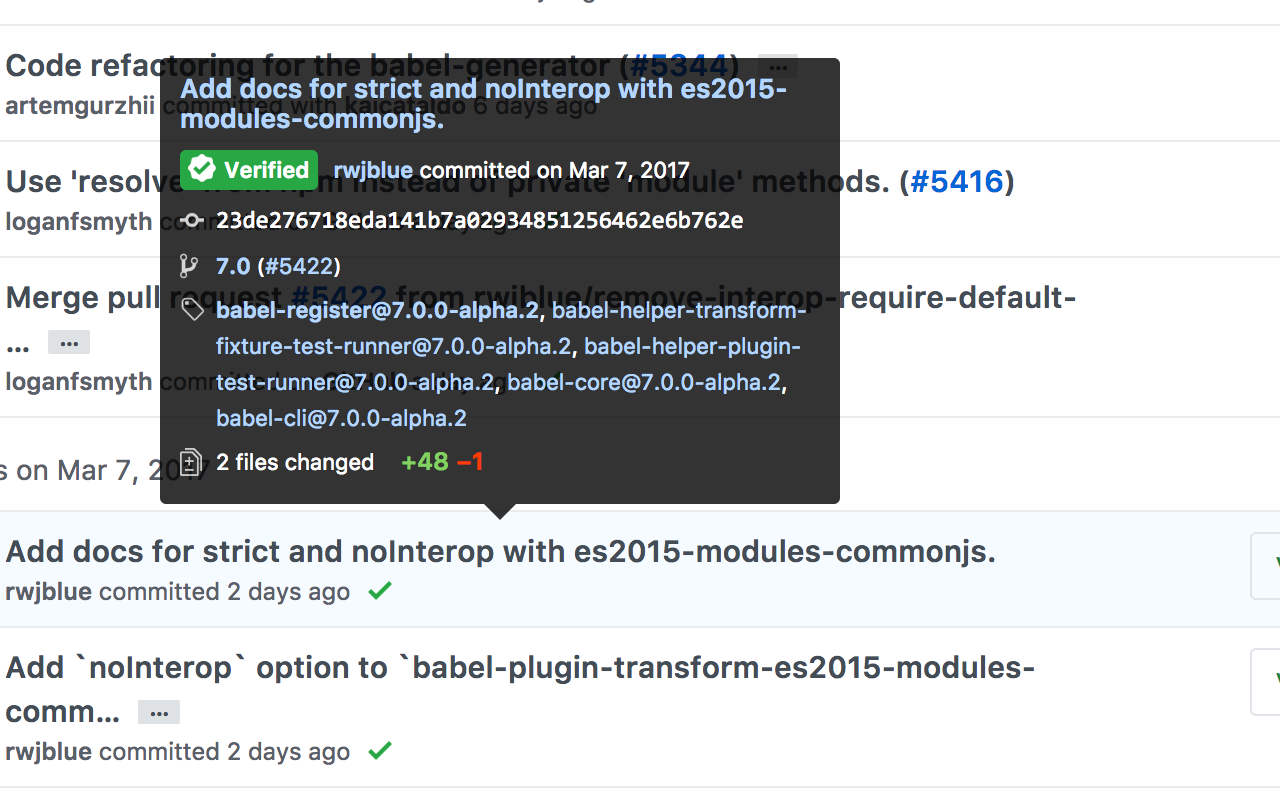 Code refactoring for the babel-generator (#5344) …
artemgurzhii committed with kaicataldo 6 days ago
Add docs for strict and noInterop with es2015-
modules-commonjs.
Verified rwjblue committed on Mar 7, 2017
Use 'resolve' from npm instead of private 'module' methods. (#5416)
loganfsmyth
23de276718eda141b7a02934851256462e6b762e
7.0 (#5422)
Merge pull request #5422 from rwjblue/remove-interop-require-default-
… …
babel-register@7.0.0-alpha.2, babel-helper-transform-
fixture-test-runner@7.0.0-alpha.2, babel-helper-plugin-
test-runner@7.0.0-alpha.2, babel-core@7.0.0-alpha.2,
babel-cli@7.0.0-alpha.2
loganfsmyth
2 files changed +48 −1
s on Mar 7, 2017
Add docs for strict and noInterop with es2015-modules-commonjs.
rwjblue committed 2 days ago
Add `noInterop` option to `babel-plugin-transform-es2015-modules-
comm… …
rwjblue committed 2 days ago